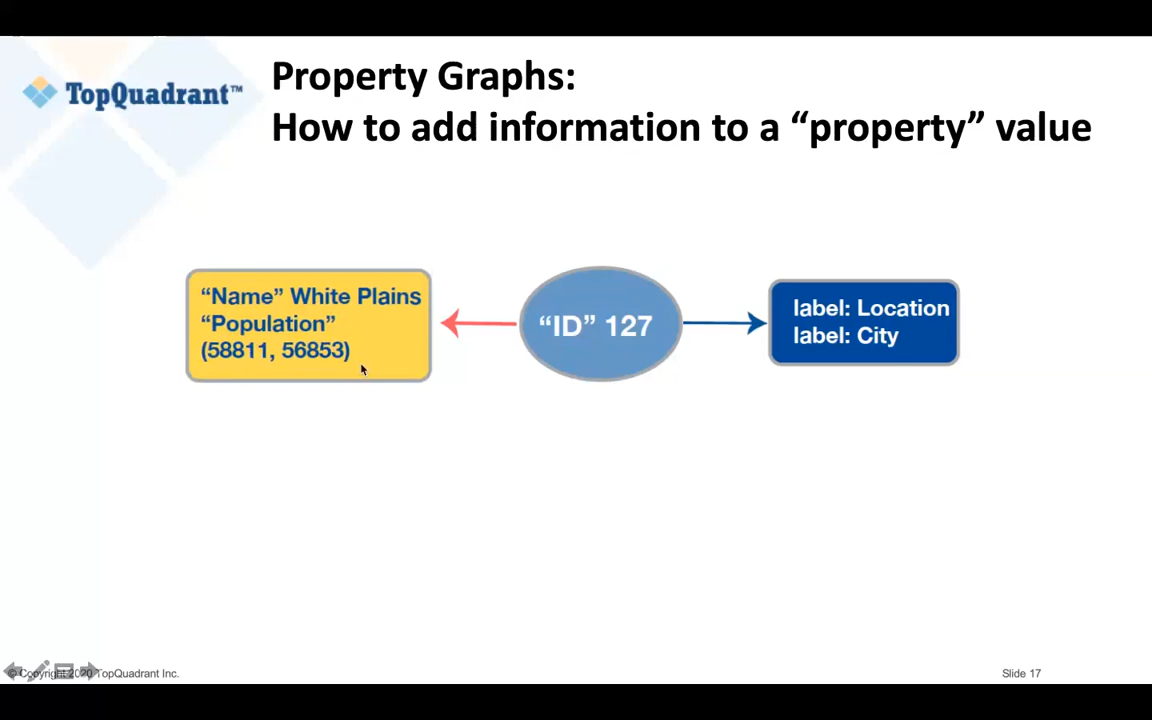 TopQuadrant™
Property Graphs:
How to add information to a “property” value
“Name” White Plains
“Population”
(58811, 56853)
“ID” 127
label: Location
label: City
© Copyright 2020 TopQuadrant Inc.
Slide 17